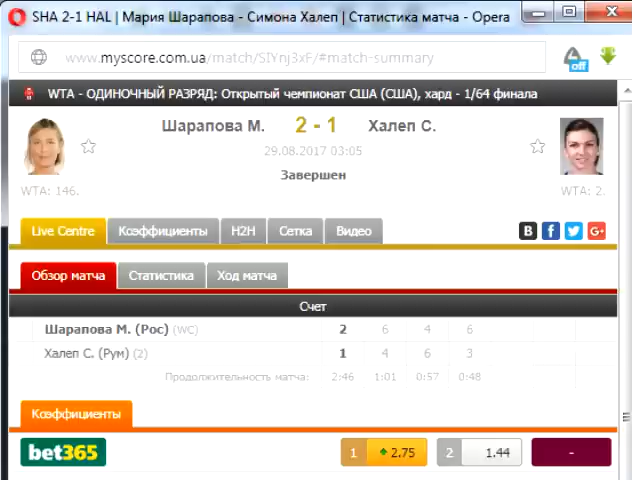 SHA 2-1 HAL | Мария Шарапова - Симона Халеп | Статистика матча - Opera
www.myscore.com.ua/match/SIYnj3xF/#match-summary
off
WTA - ОДИНОЧНЫЙ РАЗРЯД: Открытый чемпионат США (США), хард - 1/64 финала
Шарапова М. 2 - 1 Халеп С.
29.08.2017 03:05
Завершен
WTA: 146. WTA: 2.
Live Centre Коэффициенты H2H Сетка Видео
B f G+
Обзор матча Статистика Ход матча
Счет
Шарапова М. (Рос) (WC) 2 6 4 6
Халеп С. (Рум) (2) 1 4 6 3
Продолжительность матча: 2:46 1:01 0:57 0:48
Коэффициенты
bet365 1 2.75 2 1.44 -